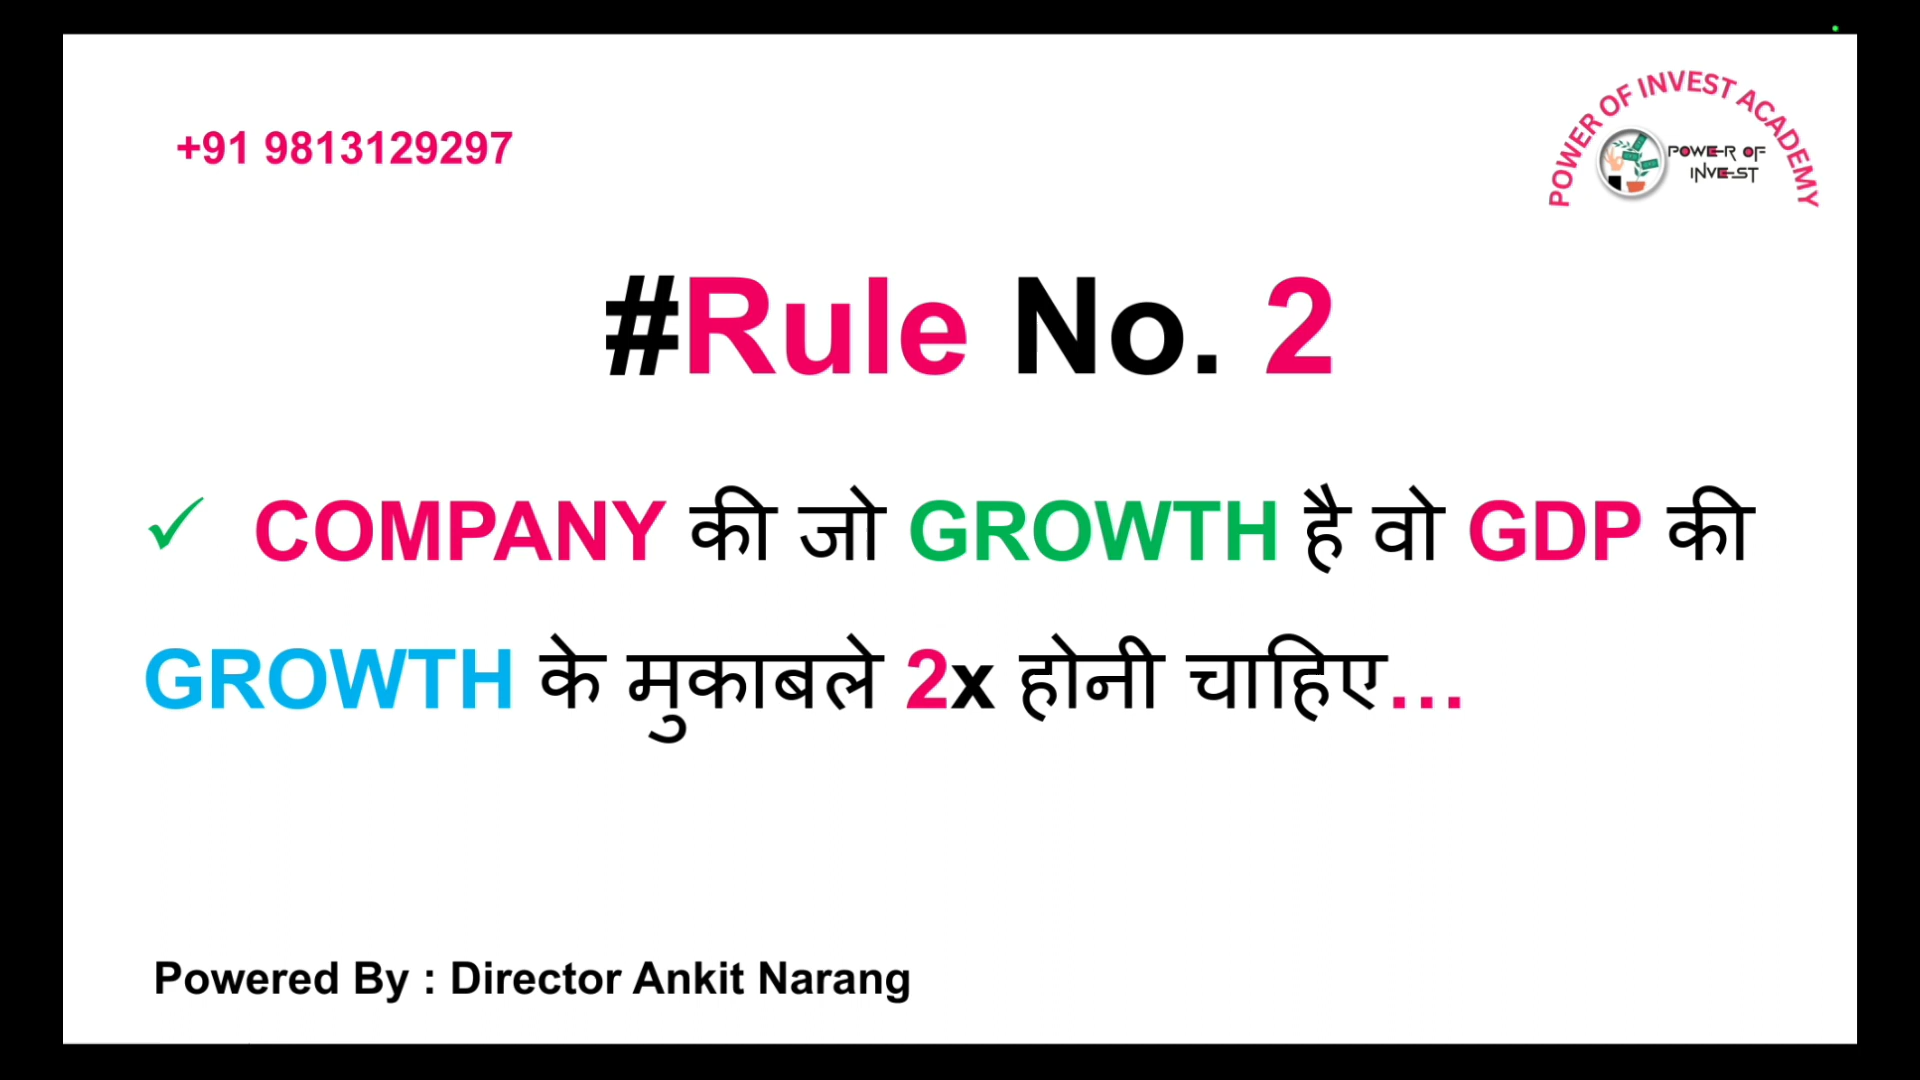 +91 9813129297
POWER OF INVEST ACADEMY
POWER OF
INVEST
#Rule No. 2
✓ COMPANY की जो GROWTH है वो GDP की
GROWTH के मुकाबले 2x होनी चाहिए...
Powered By : Director Ankit Narang